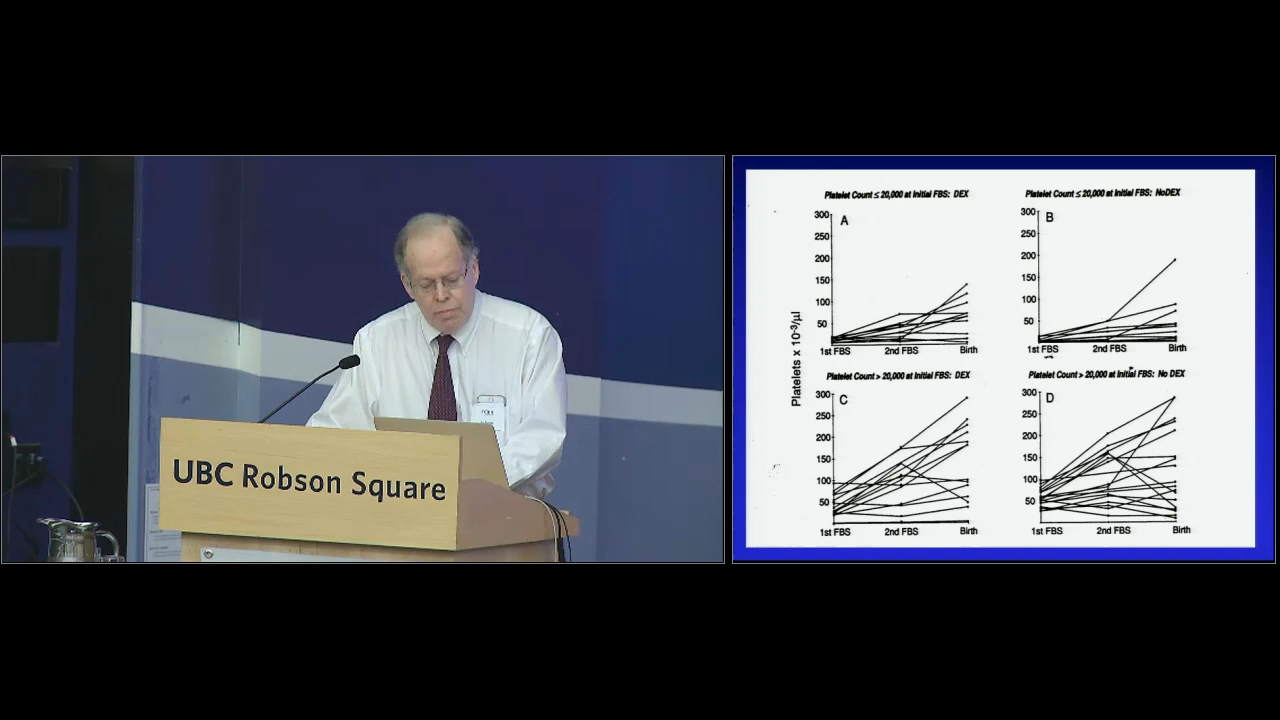 UBC Robson Square
Platelet Count ≤ 20,000 at Initial FBS: DEX
Platelet Count ≤ 20,000 at Initial FBS: NoDEX
Platelets x 10⁻³/µl
300
250
200
150
100
50
A
1st FBS
2nd FBS
Birth
300
250
200
150
100
50
B
1st FBS
2nd FBS
Birth
Platelet Count > 20,000 at Initial FBS: DEX
Platelet Count > 20,000 at Initial FBS: No DEX
300
250
200
150
100
50
C
1st FBS
2nd FBS
Birth
300
250
200
150
100
50
D
1st FBS
2nd FBS
Birth